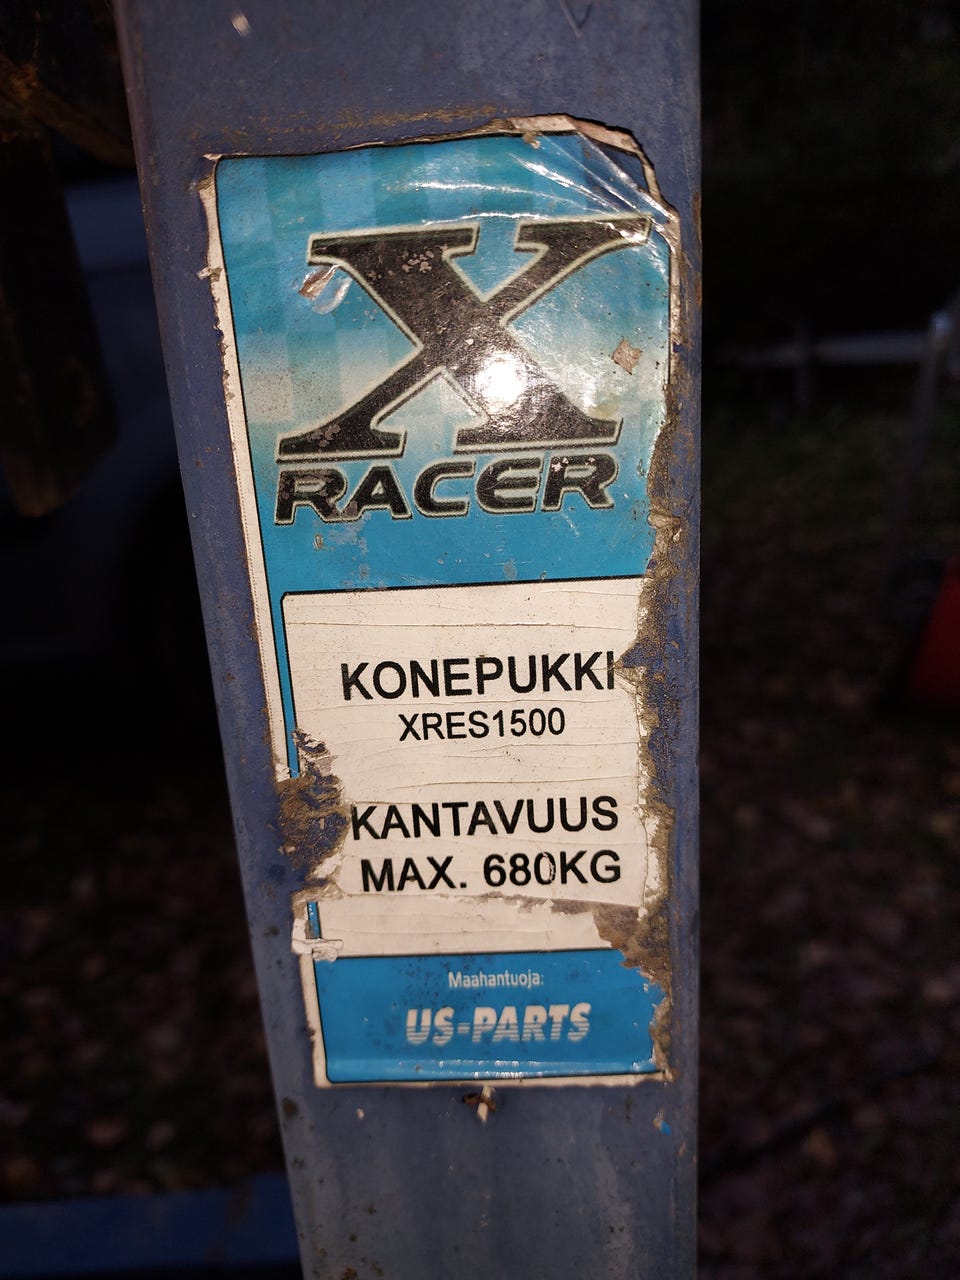 X
RACER
KONEPUKKI
XRES1500
KANTAVUUS
MAX. 680KG
Maahantuoja:
US-PARTS